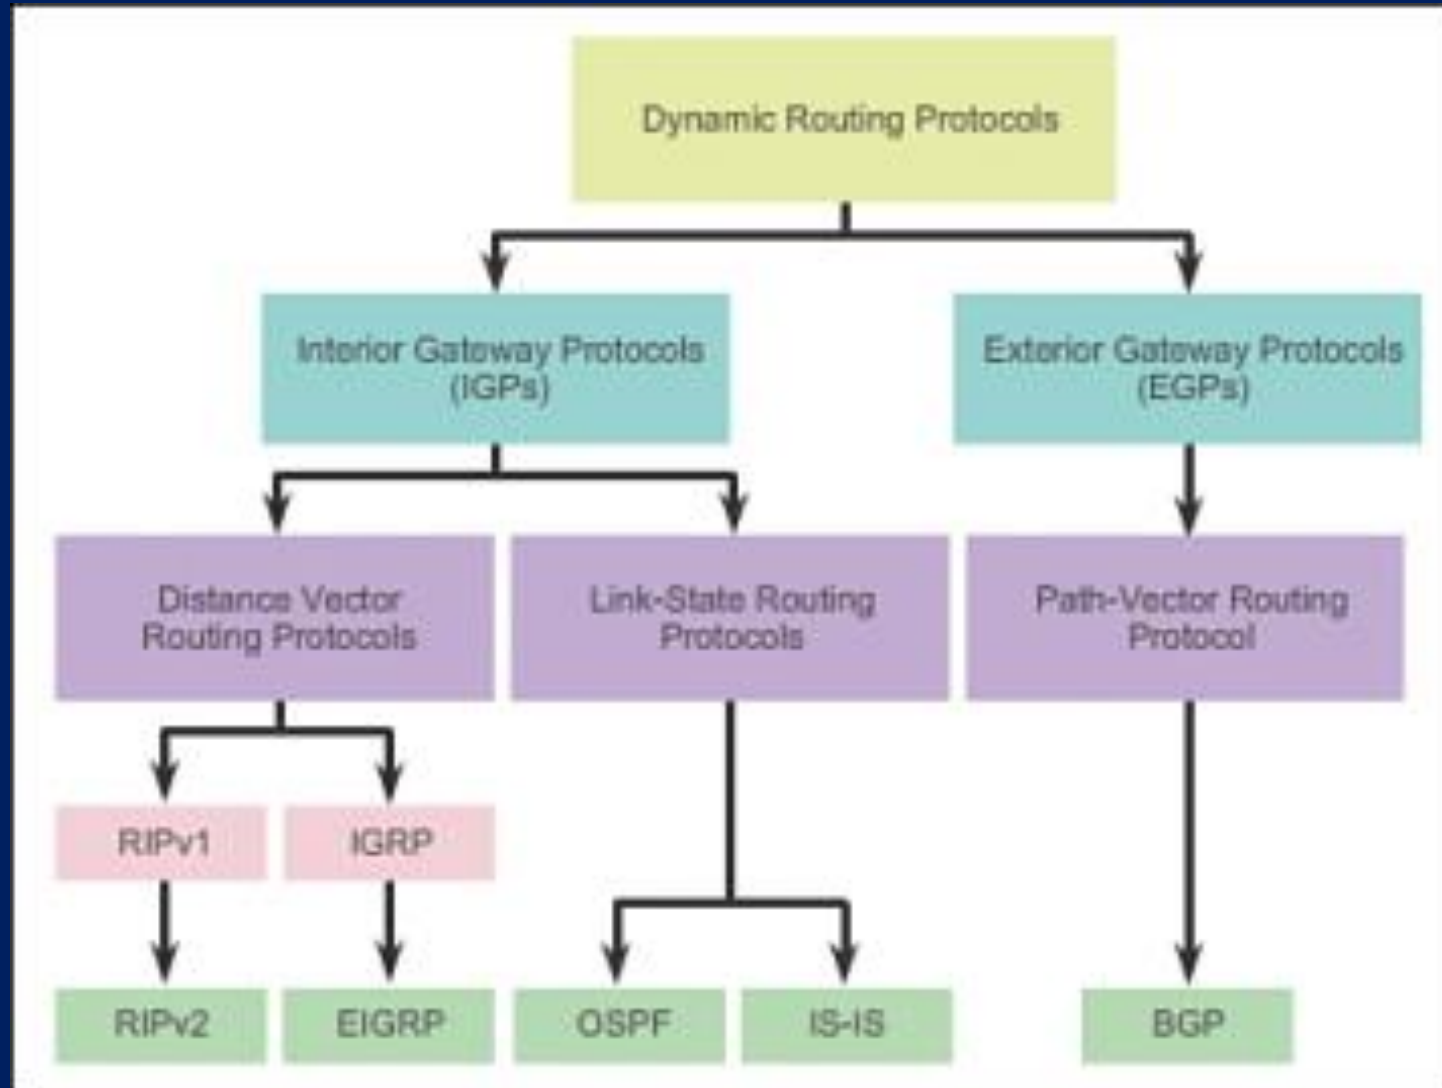 Dynamic Routing Protocols
Interior Gateway Protocols
(IGPs)
Exterior Gateway Protocols
(EGPs)
Distance Vector
Routing Protocols
Link-State Routing
Protocols
Path-Vector Routing
Protocol
RIPv1
IGRP
RIPv2
EIGRP
OSPF
IS-IS
BGP